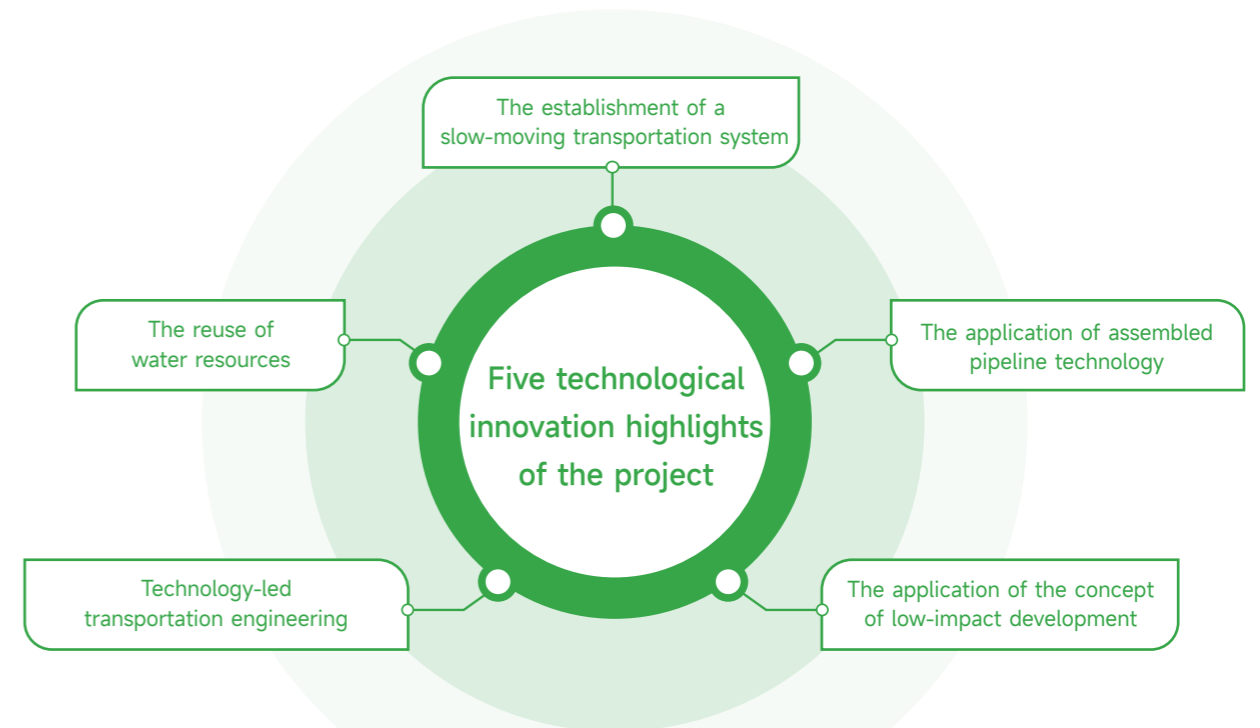 The establishment of a
slow-moving transportation system
The reuse of
water resources
The application of assembled
pipeline technology
Five technological
innovation highlights
of the project
Technology-led
transportation engineering
The application of the concept
of low-impact development